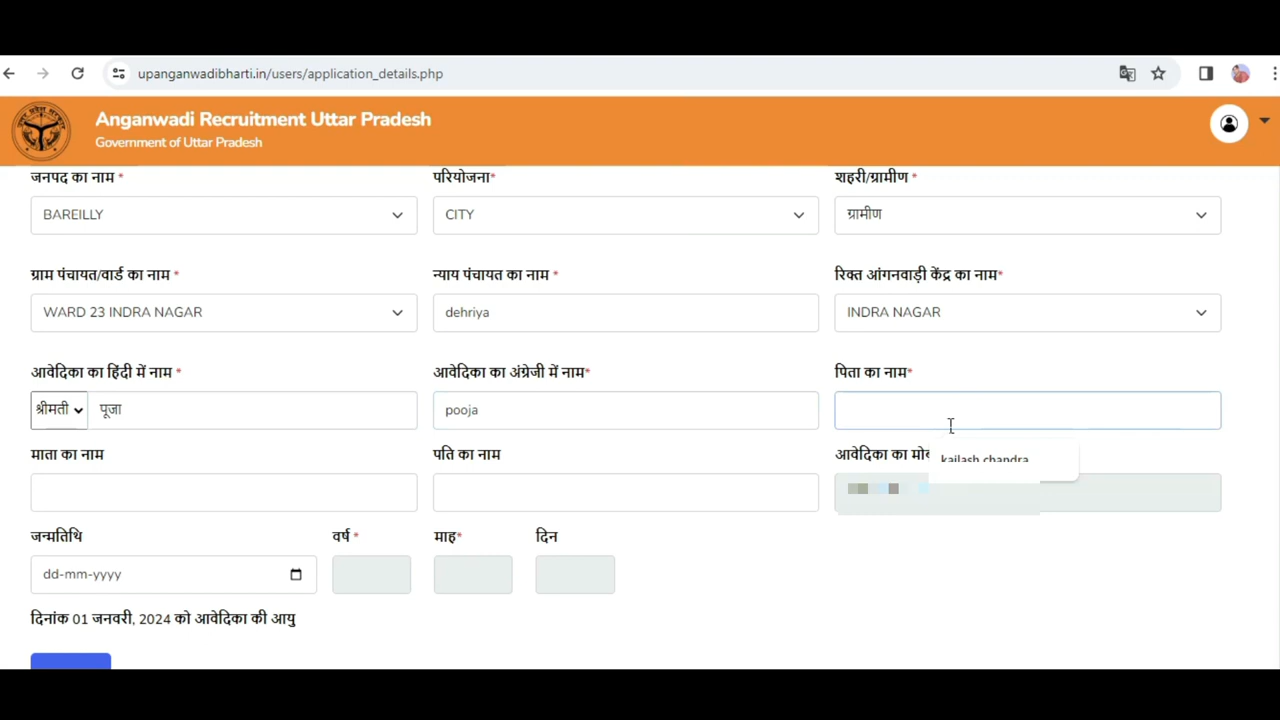 upanganwadibharti.in/users/application_details.php
Anganwadi Recruitment Uttar Pradesh
Government of Uttar Pradesh
जनपद का नाम * परियोजना* शहरी/ग्रामीण *
BAREILLY CITY ग्रामीण
ग्राम पंचायत/वार्ड का नाम * न्याय पंचायत का नाम * रिक्त आंगनवाड़ी केंद्र का नाम*
WARD 23 INDRA NAGAR dehriya INDRA NAGAR
आवेदिका का हिंदी में नाम * आवेदिका का अंग्रेजी में नाम* पिता का नाम*
श्रीमती पूजा pooja
माता का नाम पति का नाम आवेदिका का kailash chandra
जन्मतिथि वर्ष * माह* दिन
dd-mm-yyyy
दिनांक 01 जनवरी, 2024 को आवेदिका की आयु